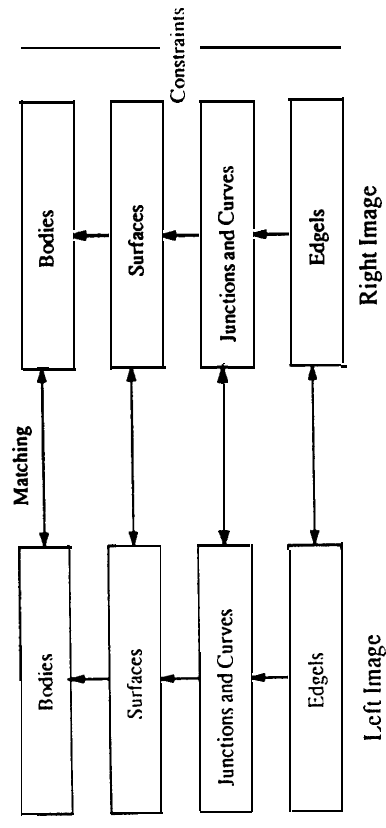 Matching
Bodies
Bodies
Surfaces
Surfaces
Constraints
Junctions and Curves
Junctions and Curves
Edgels
Edgels
Left Image
Right Image